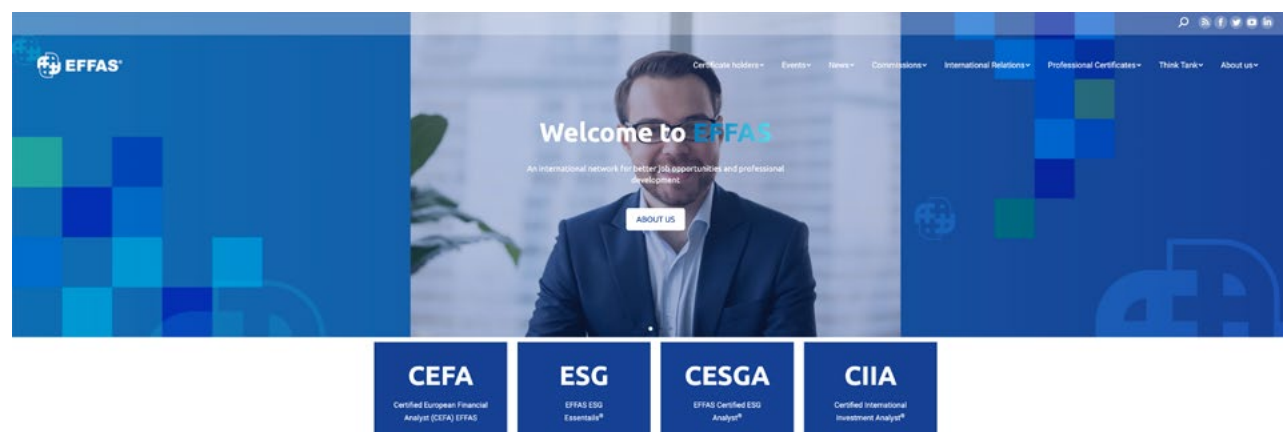 EFFAS®
Certificate holders Events News Commissions International Relations Professional Certificates Think Tank About us
Welcome to EFFAS
An international network for better job opportunities and professional
development
ABOUT US
CEFA
Certified European Financial
Analyst (CEFA) EFFAS
ESG
EFFAS ESG
Essentails®
CESGA
EFFAS Certified ESG
Analyst®
CIIA
Certified International
Investment Analyst®